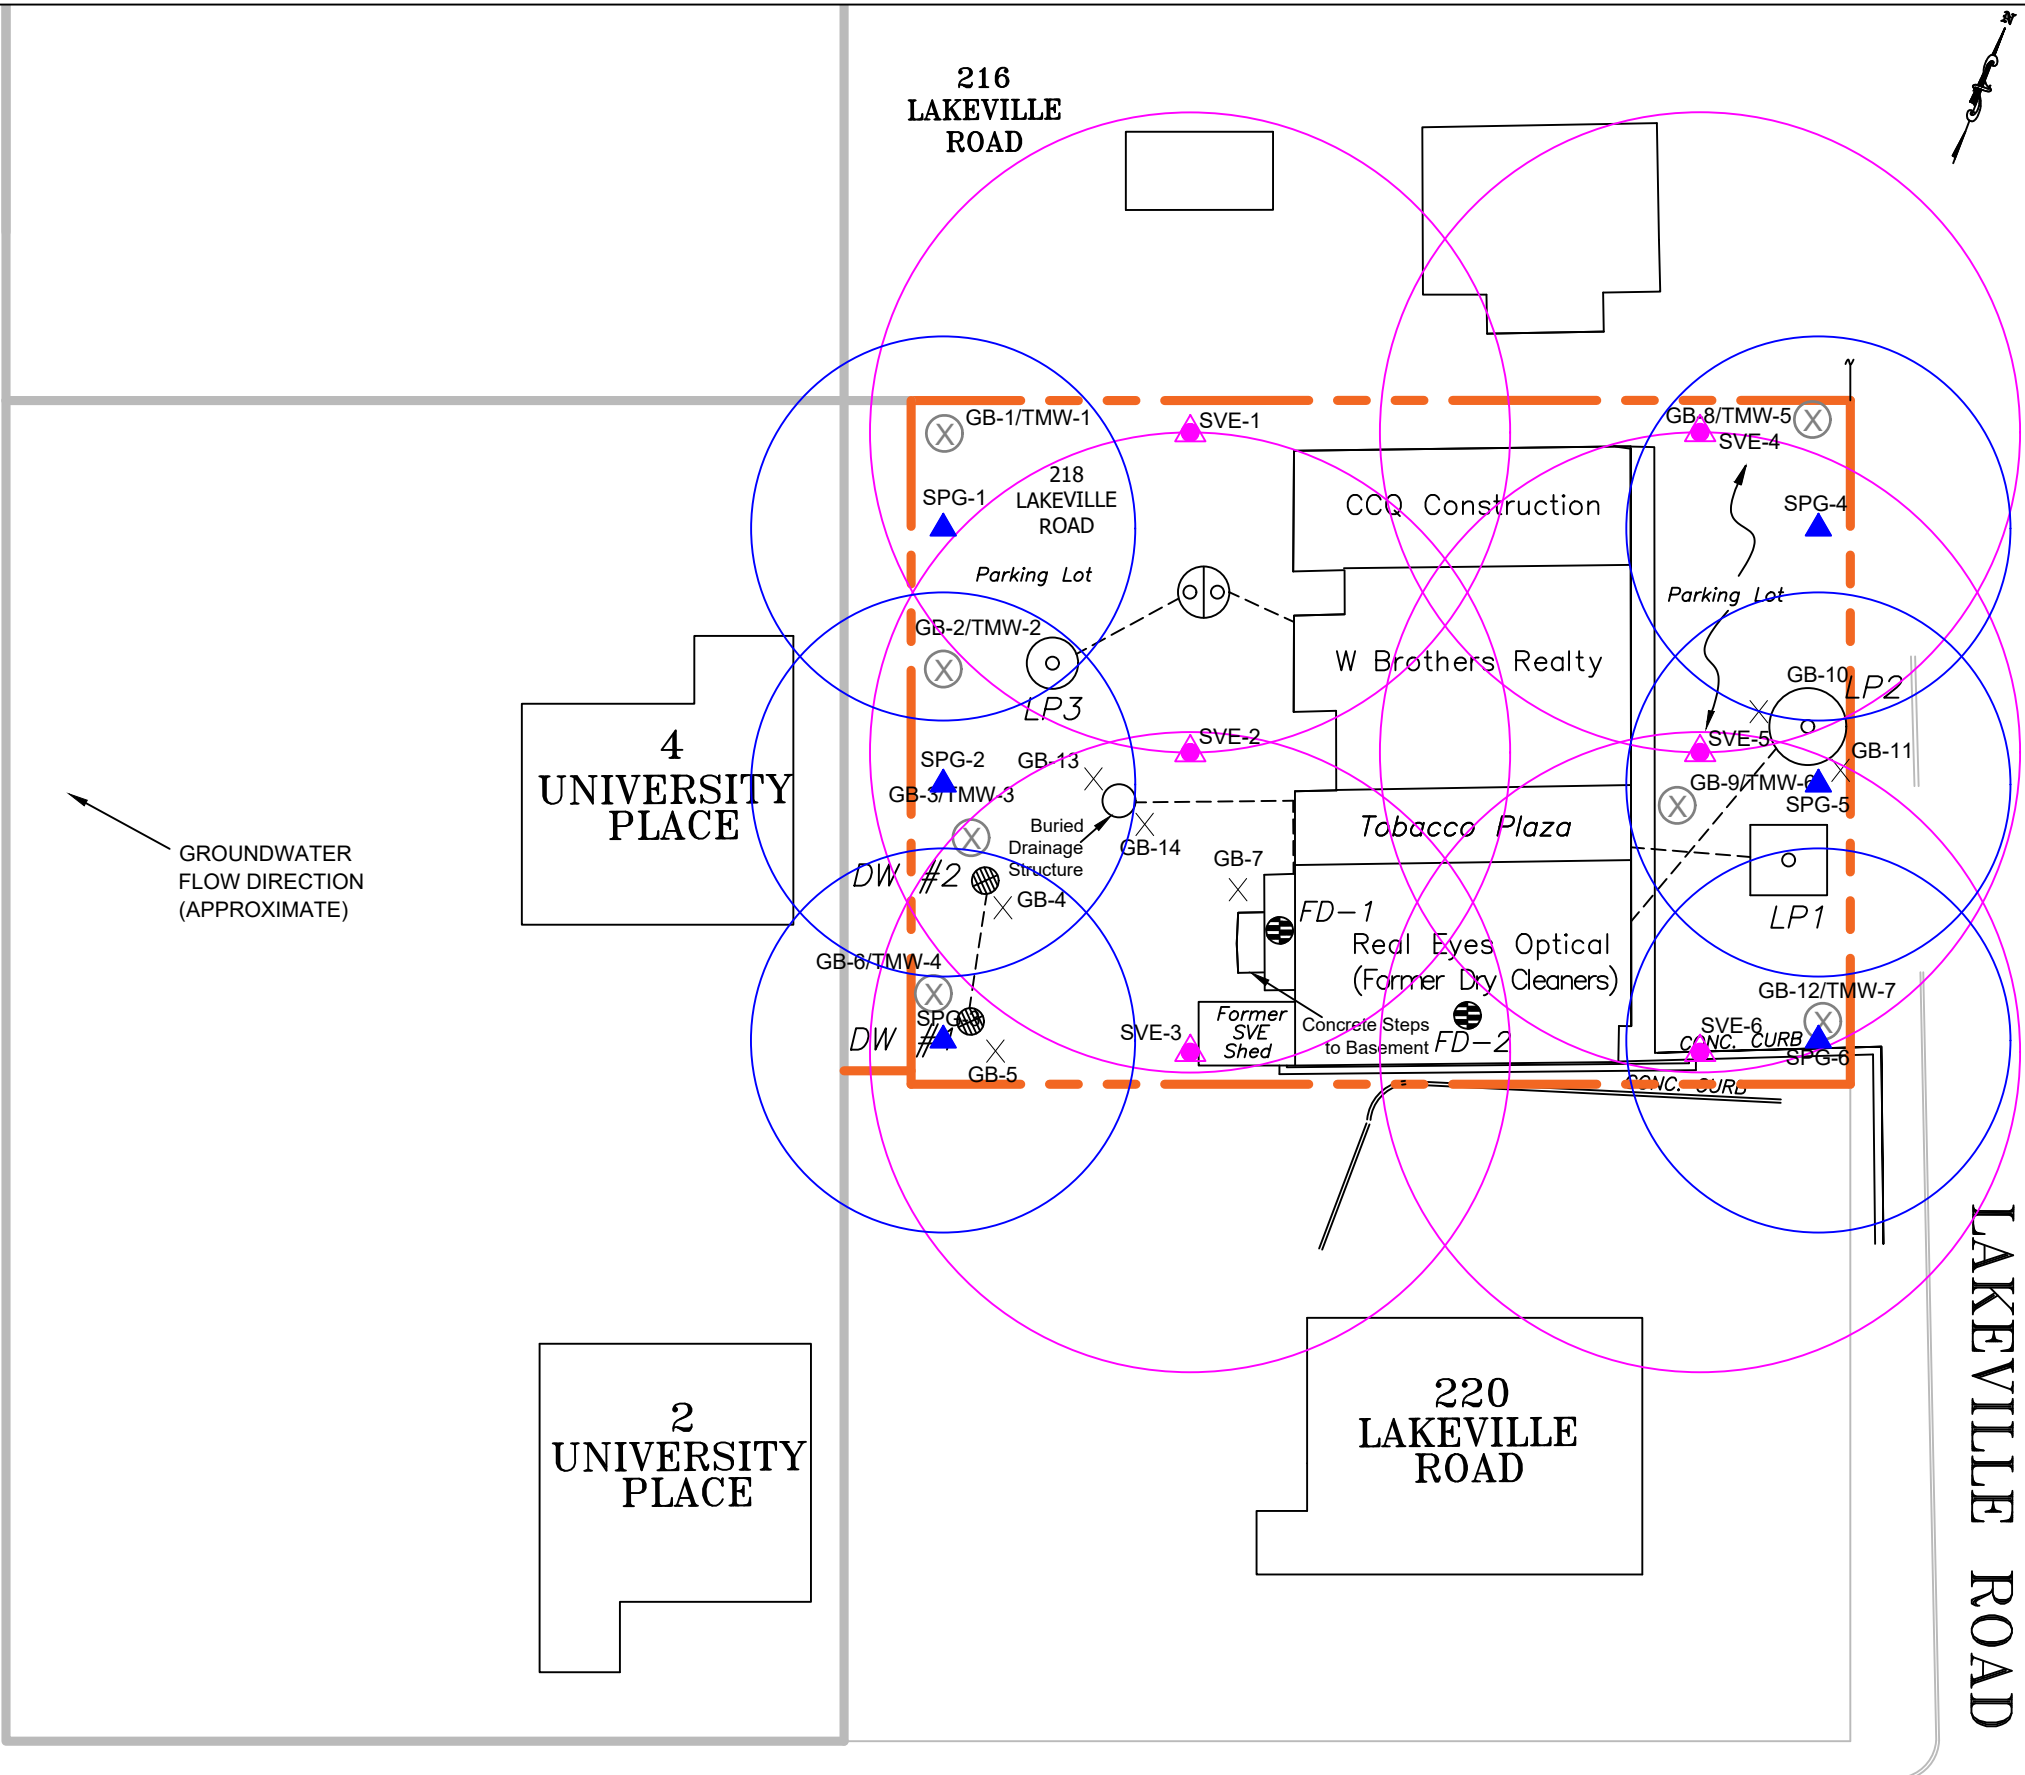 N
216
LAKEVILLE
ROAD
GB-1/TMW-1
SVE-1
GB-8/TMW-5
SVE-4
218
LAKEVILLE
ROAD
SPG-1
CCQ Construction
SPG-4
Parking Lot
Parking Lot
GB-2/TMW-2
W Brothers Realty
LP3
GB-10
LP2
4
UNIVERSITY
PLACE
SPG-2
GB-3/TMW-3
GB-13
SVE-2
SVE-5
GB-11
GB-9/TMW-6
SPG-5
Buried
Drainage
Structure
GB-14
Tobacco Plaza
GROUNDWATER
FLOW DIRECTION
(APPROXIMATE)
DW #2
GB-4
GB-7
FD-1
LP1
Real Eyes Optical
(Former Dry Cleaners)
GB-6/TMW-4
GB-12/TMW-7
DW #1
GB-5
SVE-3
Former
SVE
Shed
Concrete Steps
to Basement
FD-2
SVE-6
CONC. CURB
SPG-6
CONC. CURB
220
LAKEVILLE
ROAD
2
UNIVERSITY
PLACE
LAKEVILLE ROAD